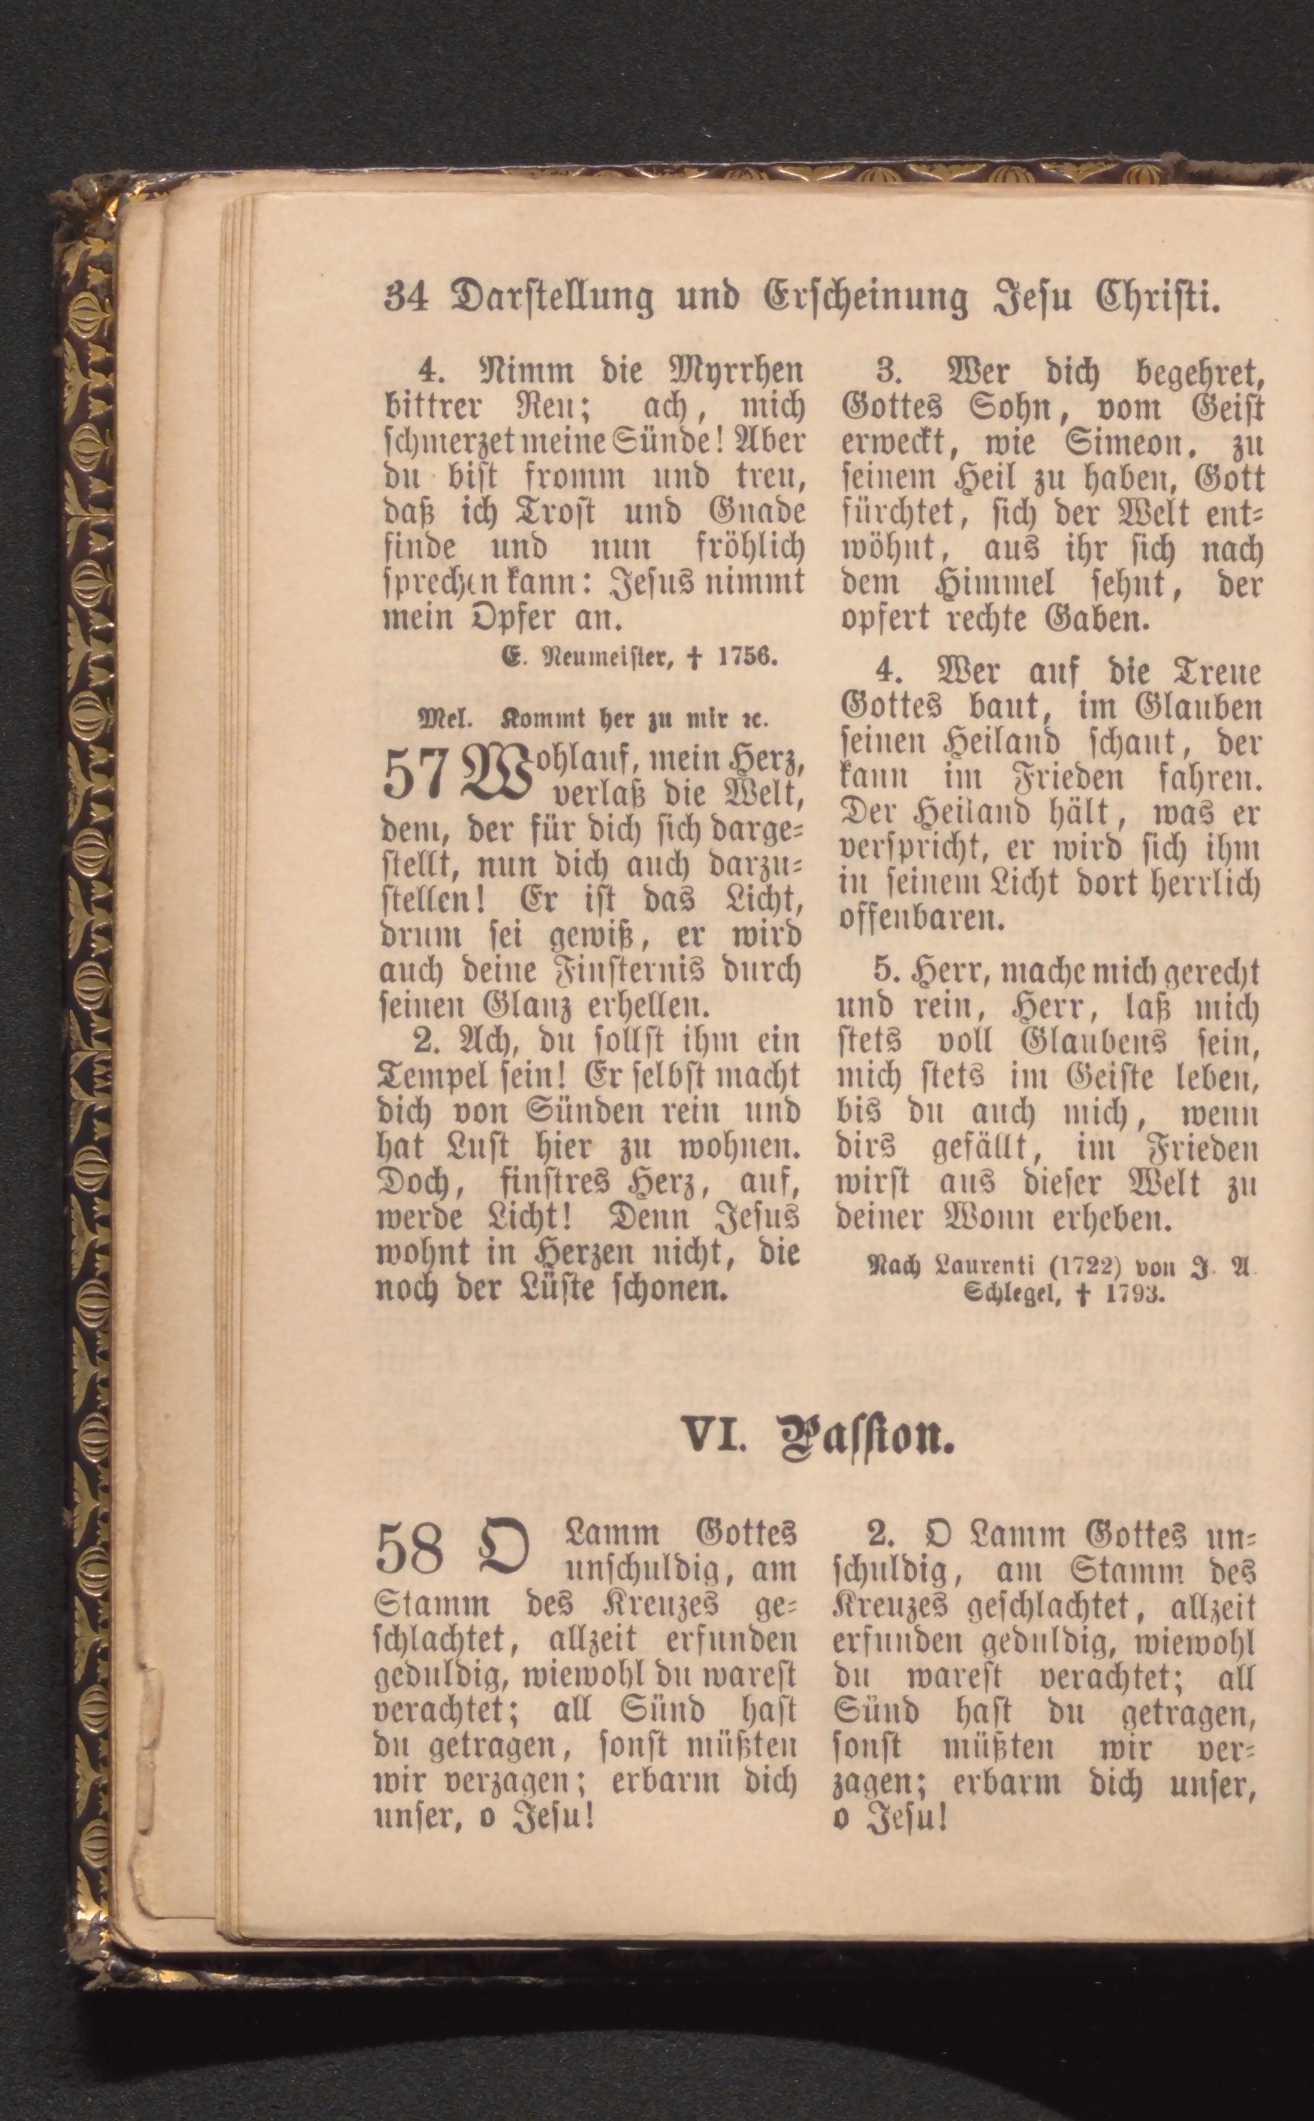 34 Darſtellung und Erſcheinung Jeſu Chriſti.
4. Nimm die Myrrhen
bittrer Reu; ach, mich
ſchmerzet meine Sünde! Aber
du biſt fromm und treu,
daß ich Troſt und Gnade
finde und nun fröhlich
ſprechen kann: Jeſus nimmt
mein Opfer an.
E. Neumeiſter, † 1756.
Mel. Kommt her zu mir ꝛc.
57 Wohlauf, mein Herz,
verlaß die Welt,
dem, der für dich ſich darge⸗
ſtellt, nun dich auch darzu⸗
ſtellen! Er iſt das Licht,
drum ſei gewiß, er wird
auch deine Finſternis durch
ſeinen Glanz erhellen.
2. Ach, du ſollſt ihm ein
Tempel ſein! Er ſelbſt macht
dich von Sünden rein und
hat Luſt hier zu wohnen.
Doch, finſtres Herz, auf,
werde Licht! Denn Jeſus
wohnt in Herzen nicht, die
noch der Lüſte ſchonen.
3. Wer dich begehret,
Gottes Sohn, vom Geiſt
erweckt, wie Simeon, zu
ſeinem Heil zu haben, Gott
fürchtet, ſich der Welt ent⸗
wöhnt, aus ihr ſich nach
dem Himmel ſehnt, der
opfert rechte Gaben.
4. Wer auf die Treue
Gottes baut, im Glauben
ſeinen Heiland ſchaut, der
kann im Frieden fahren.
Der Heiland hält, was er
verſpricht, er wird ſich ihm
in ſeinem Licht dort herrlich
offenbaren.
5. Herr, mache mich gerecht
und rein, Herr, laß mich
ſtets voll Glaubens ſein,
mich ſtets im Geiſte leben,
bis du auch mich, wenn
dirs gefällt, im Frieden
wirſt aus dieſer Welt zu
deiner Wonn erheben.
Nach Laurenti (1722) von J. A.
Schlegel, † 1793.
VI. Paſſion.
58 O Lamm Gottes
unſchuldig, am
Stamm des Kreuzes ge⸗
ſchlachtet, allzeit erfunden
geduldig, wiewohl du wareſt
verachtet; all Sünd haſt
du getragen, ſonſt müßten
wir verzagen; erbarm dich
unſer, o Jeſu!
2. O Lamm Gottes un⸗
ſchuldig, am Stamm des
Kreuzes geſchlachtet, allzeit
erfunden geduldig, wiewohl
du wareſt verachtet; all
Sünd haſt du getragen,
ſonſt müßten wir ver⸗
zagen; erbarm dich unſer,
o Jeſu!